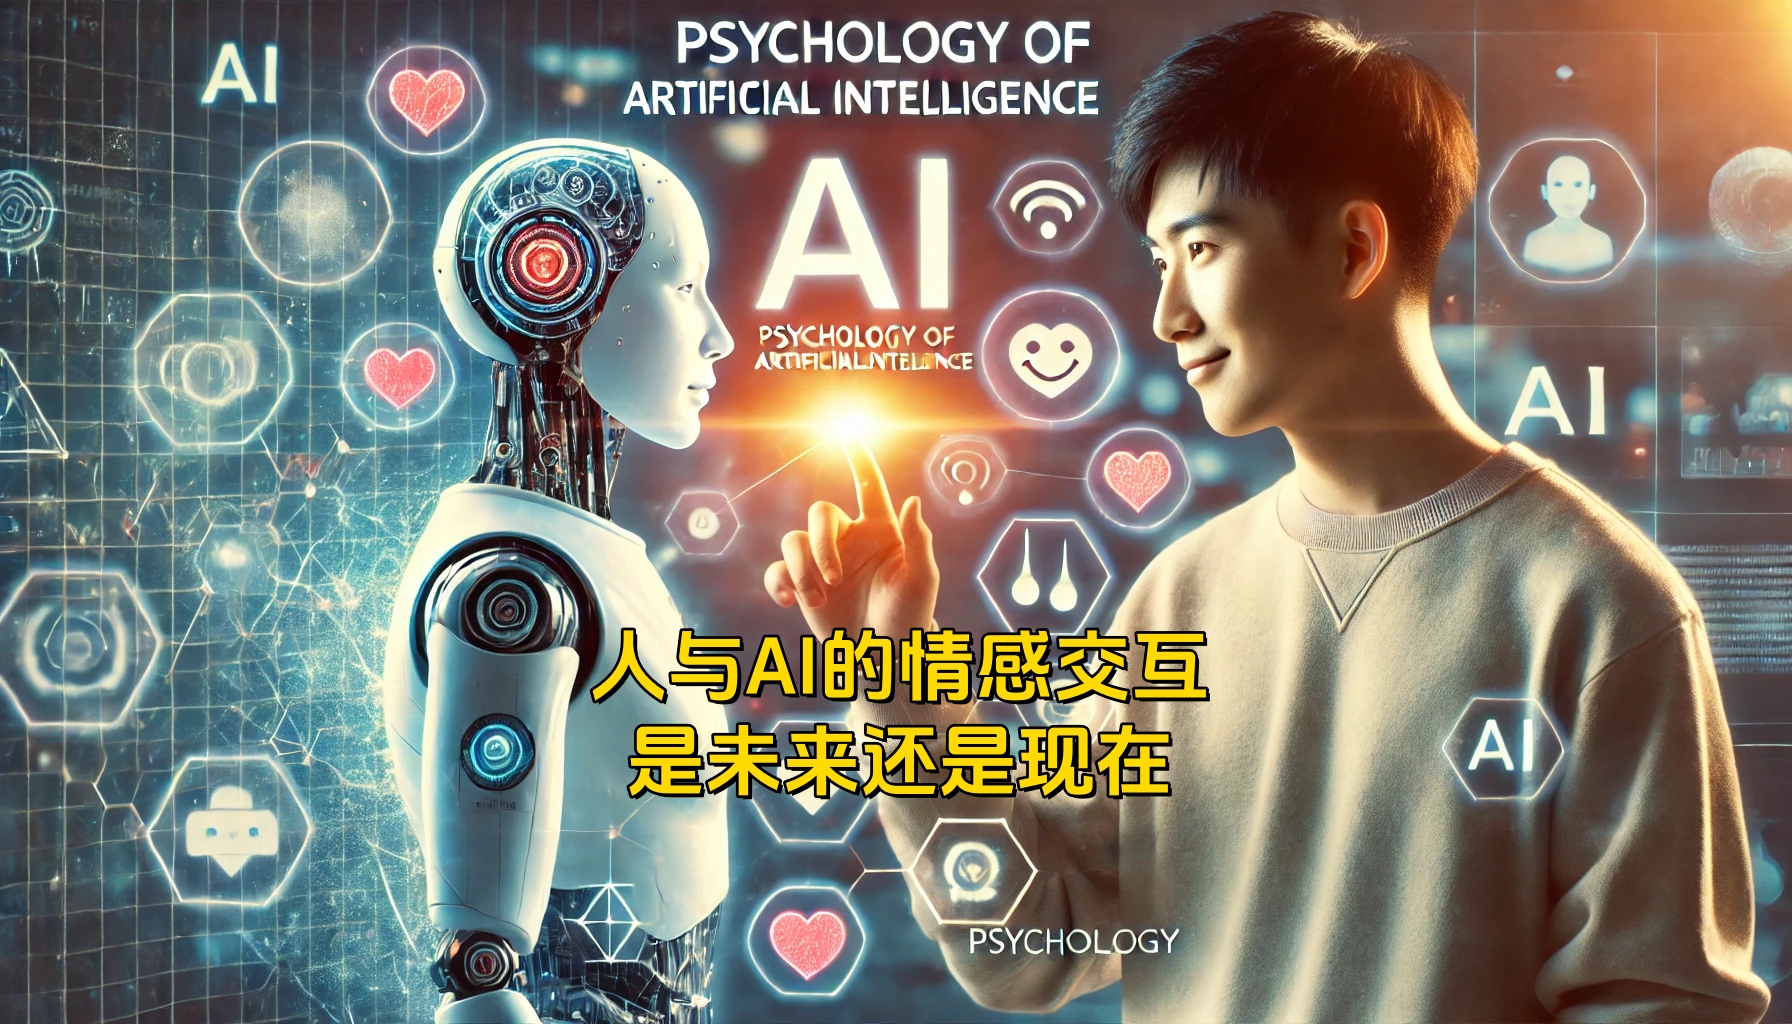 PSYCHOLOGY OF
ARTIFICIAL INTELLIGENCE
AI
AI
PSYCHOLOGY OF
ARTIFILIALINTELLINCE
AI
人与AI的情感交互
是未来还是现在
AI
PSYCHOLOGY